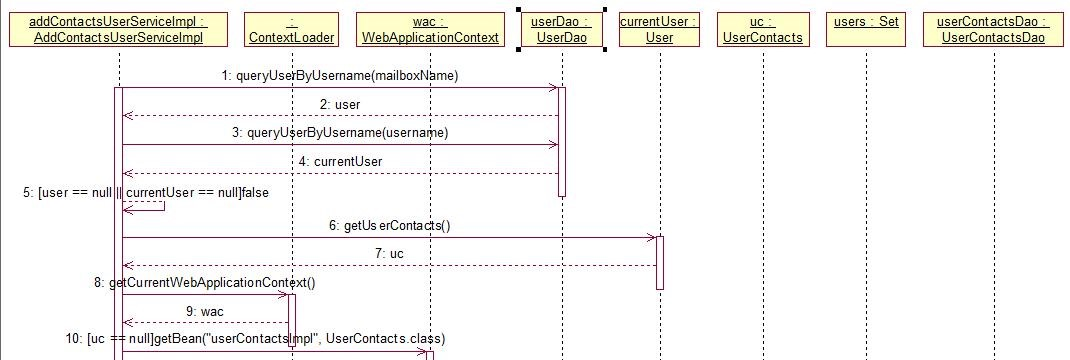 addContactsUserServiceImpl :
AddContactsUserServiceImpl
:
ContextLoader
wac :
WebApplicationContext
userDao :
UserDao
currentUser :
User
uc :
UserContacts
users : Set
userContactsDao :
UserContactsDao
1: queryUserByUsername(mailboxName)
2: user
3: queryUserByUsername(username)
4: currentUser
5: [user == null || currentUser == null]false
6: getUserContacts()
7: uc
8: getCurrentWebApplicationContext()
9: wac
10: [uc == null]getBean("userContactsImpl", UserContacts.class)